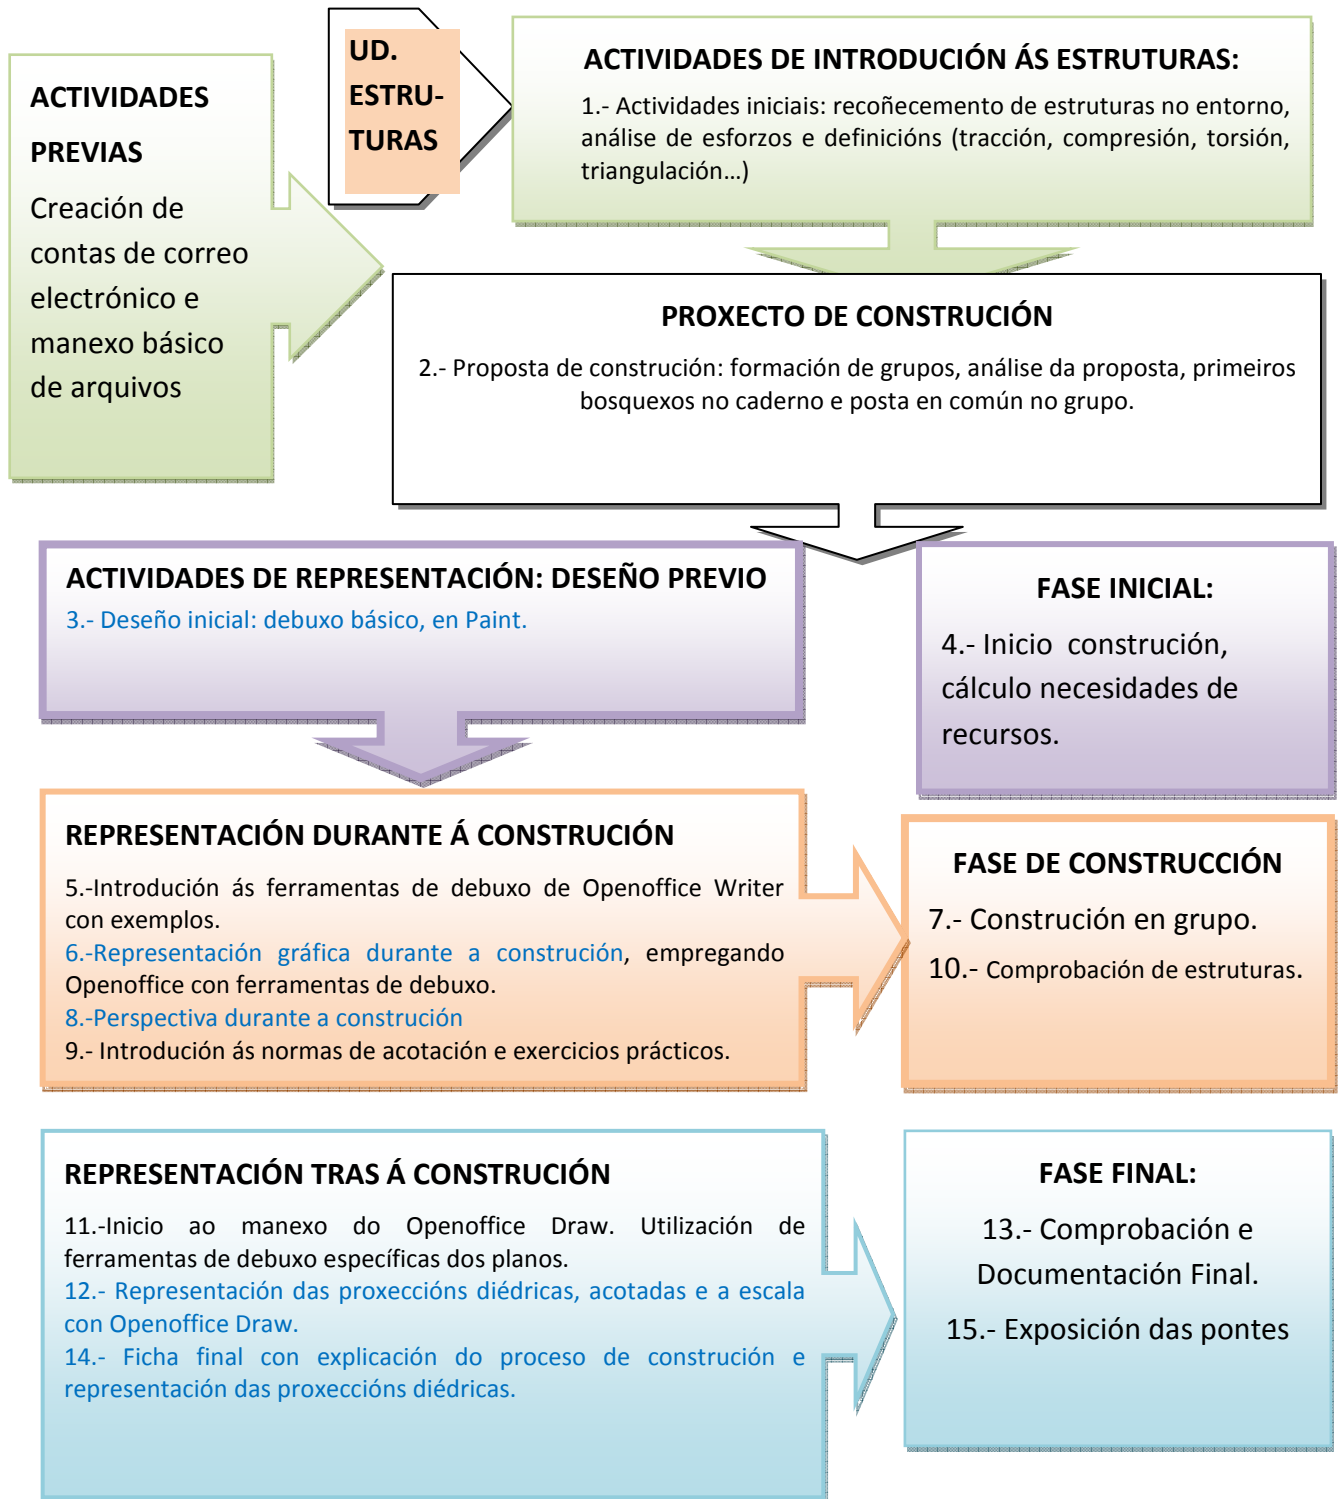 ACTIVIDADES
PREVIAS
Creación de
contas de correo
electrónico e
manexo básico
de arquivos
UD.
ESTRU-
TURAS
ACTIVIDADES DE INTRODUCIÓN ÁS ESTRUTURAS:
1.- Actividades iniciais: recoñecemento de estruturas no entorno,
análise de esforzos e definicións (tracción, compresión, torsión,
triangulación…)
PROXECTO DE CONSTRUCIÓN
2.- Proposta de construción: formación de grupos, análise da proposta, primeiros
bosquexos no caderno e posta en común no grupo.
ACTIVIDADES DE REPRESENTACIÓN: DESEÑO PREVIO
3.- Deseño inicial: debuxo básico, en Paint.
FASE INICIAL:
4.- Inicio construción,
cálculo necesidades de
recursos.
REPRESENTACIÓN DURANTE Á CONSTRUCIÓN
5.-Introdución ás ferramentas de debuxo de Openoffice Writer
con exemplos.
6.-Representación gráfica durante a construción, empregando
Openoffice con ferramentas de debuxo.
8.-Perspectiva durante a construción
9.- Introdución ás normas de acotación e exercicios prácticos.
FASE DE CONSTRUCCIÓN
7.- Construción en grupo.
10.- Comprobación de estruturas.
REPRESENTACIÓN TRAS Á CONSTRUCIÓN
11.-Inicio ao manexo do Openoffice Draw. Utilización de
ferramentas de debuxo específicas dos planos.
12.- Representación das proxeccións diédricas, acotadas e a escala
con Openoffice Draw.
14.- Ficha final con explicación do proceso de construción e
representación das proxeccións diédricas.
FASE FINAL:
13.- Comprobación e
Documentación Final.
15.- Exposición das pontes